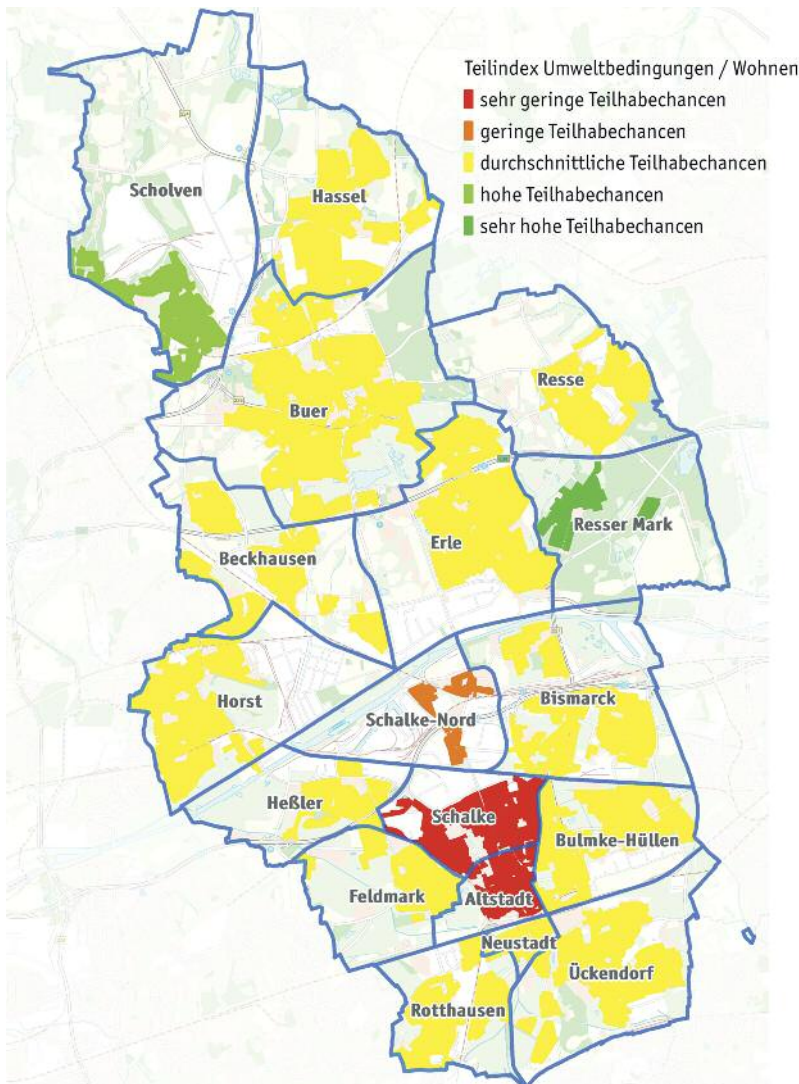 Teilindex Umweltbedingungen / Wohnen
sehr geringe Teilhabechancen
geringe Teilhabechancen
durchschnittliche Teilhabechancen
hohe Teilhabechancen
sehr hohe Teilhabechancen
Scholven
Hassel
Resse
Buer
Resser Mark
Erle
Beckhausen
Horst
Bismarck
Schalke-Nord
Heßler
Schalke
Bulmke-Hüllen
Feldmark
Altstadt
Neustadt
Ückendorf
Rotthausen